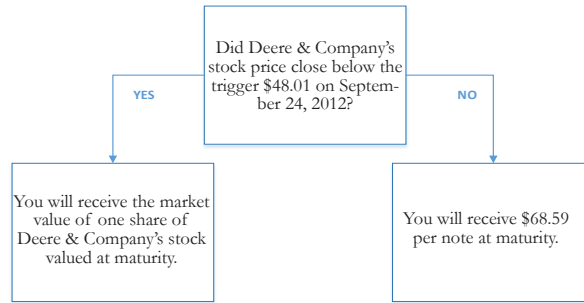 Did Deere & Company’s
stock price close below the
trigger $48.01 on Septem-
ber 24, 2012?
YES
NO
You will receive the market
value of one share of
Deere & Company’s stock
valued at maturity.
You will receive $68.59
per note at maturity.